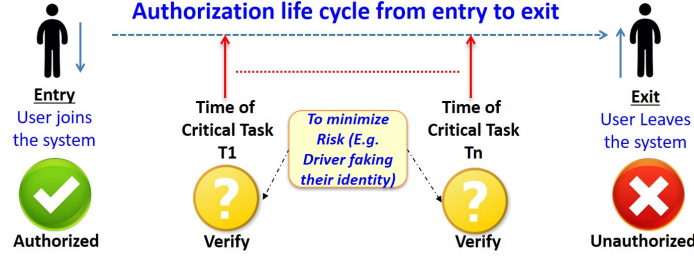 Authorization life cycle from entry to exit
Entry
User joins
the system
Authorized
Time of
Critical Task
T1
?
Verify
To minimize
Risk (E.g.
Driver faking
their identity)
Time of
Critical Task
Tn
?
Verify
Exit
User Leaves
the system
Unauthorized